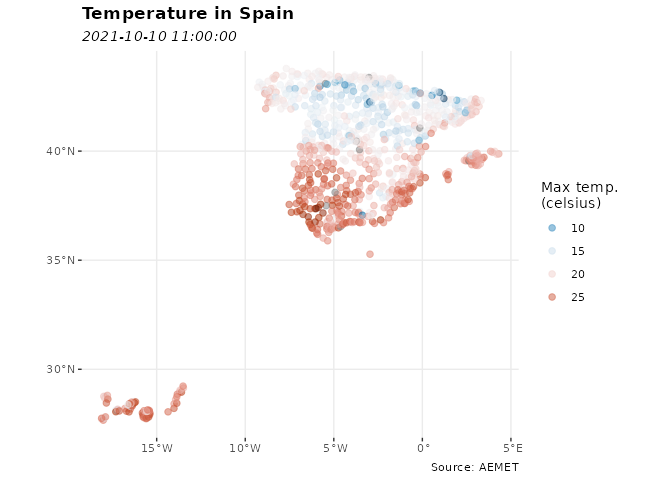 Temperature in Spain
2021-10-10 11:00:00
40°N
35°N
30°N
15°W
10°W
5°W
0°
5°E
Max temp.
(celsius)
10
15
20
25
Source: AEMET